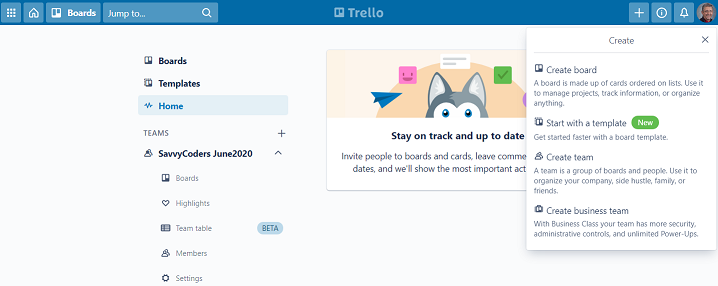 Boards
Jump to...
Trello
Boards
Templates
Home
TEAMS
SavvyCoders June2020
Boards
Highlights
Team table
BETA
Members
Settings
Stay on track and up to date
Invite people to boards and cards, leave comme
dates, and we'll show the most important act
Create
Create board
A board is made up of cards ordered on lists. Use it
to manage projects, track information, or organize
anything.
Start with a template New
Get started faster with a board template.
Create team
A team is a group of boards and people. Use it to
organize your company, side hustle, family, or
friends.
Create business team
With Business Class your team has more security,
administrative controls, and unlimited Power-Ups.